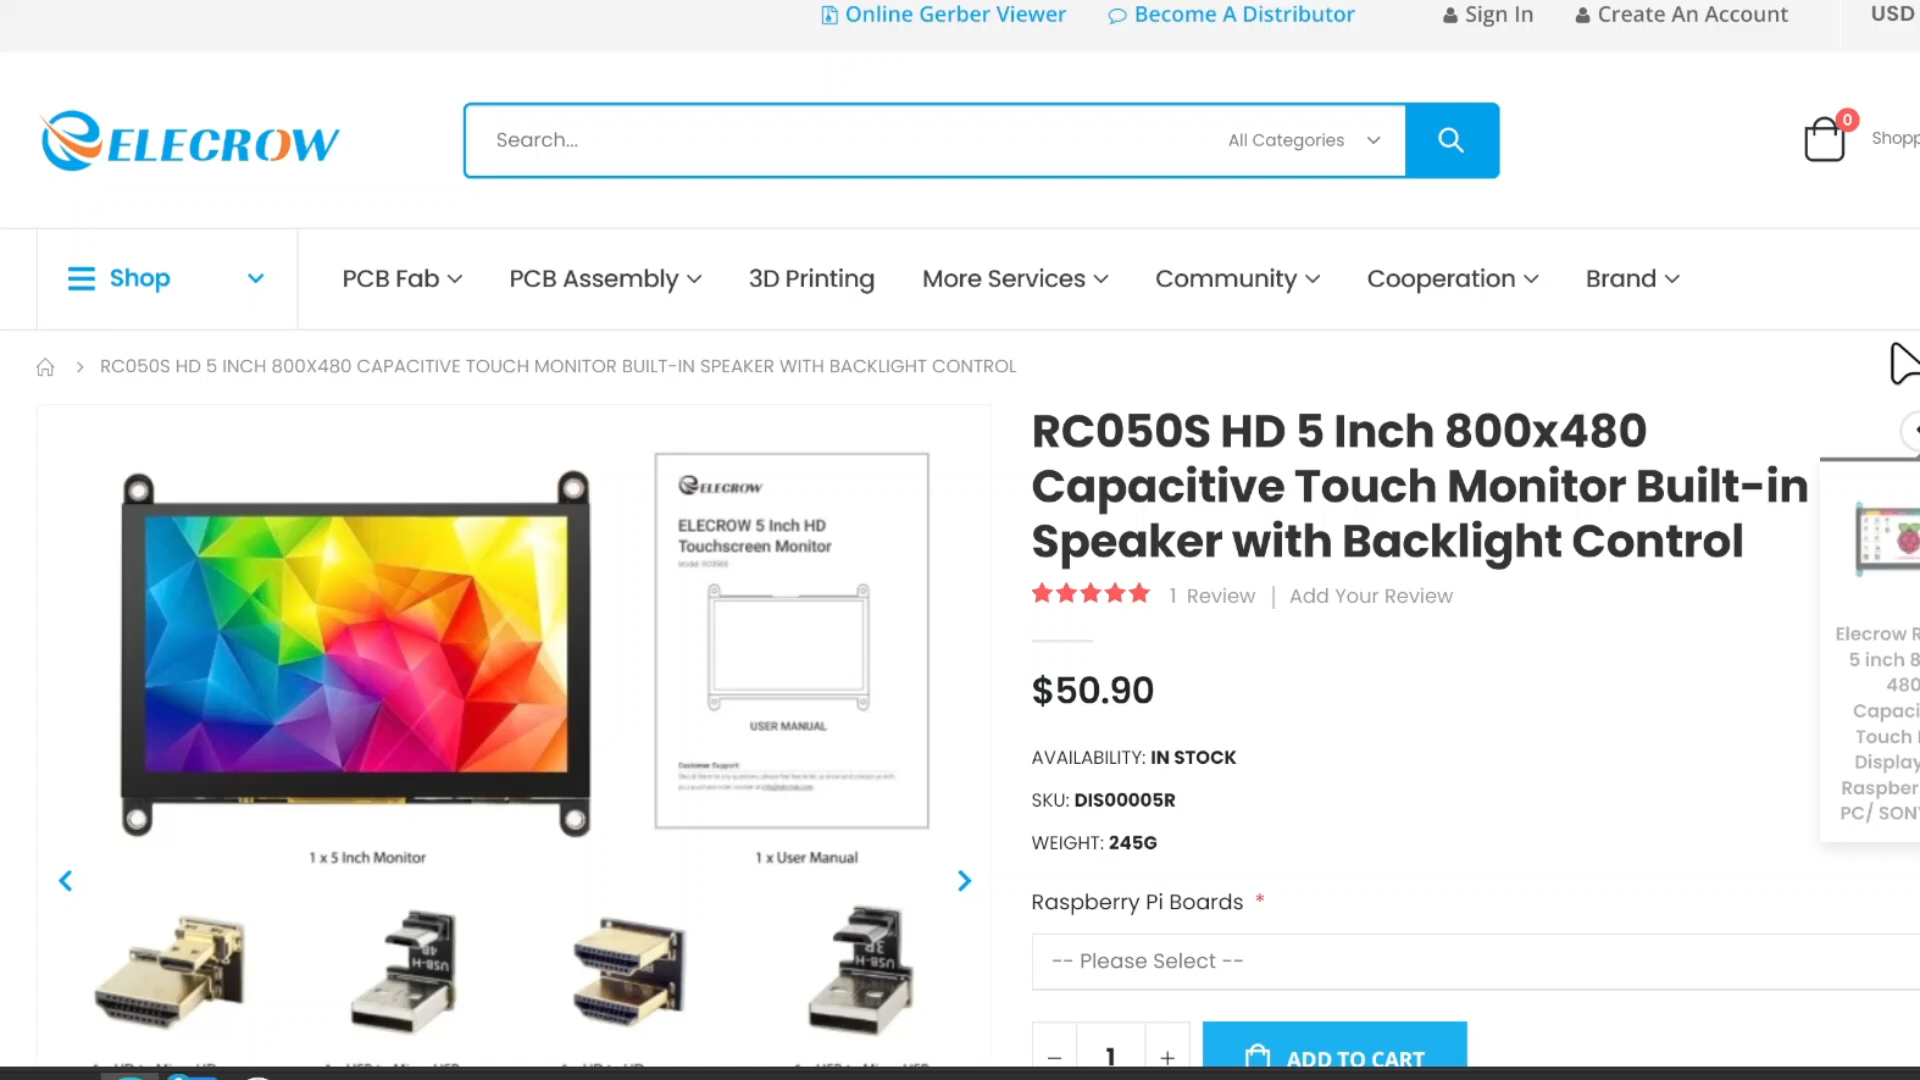 Online Gerber Viewer
Become A Distributor
Sign In
Create An Account
USD
ELECROW
Search...
All Categories
0
Shopp
Shop
PCB Fab
PCB Assembly
3D Printing
More Services
Community
Cooperation
Brand
RC050S HD 5 INCH 800X480 CAPACITIVE TOUCH MONITOR BUILT-IN SPEAKER WITH BACKLIGHT CONTROL
ELECROW
ELECROW 5 Inch HD
Touchscreen Monitor
USER MANUAL
Customer Support
1 x 5 Inch Monitor
1 x User Manual
RC050S HD 5 Inch 800x480
Capacitive Touch Monitor Built-in
Speaker with Backlight Control
1 Review | Add Your Review
$50.90
AVAILABILITY: IN STOCK
SKU: DIS00005R
WEIGHT: 245G
Raspberry Pi Boards *
-- Please Select --
− 1 +
ADD TO CART
Elecrow R
5 inch 8
480
Capaci
Touch
Display
Raspber
PC/ SON